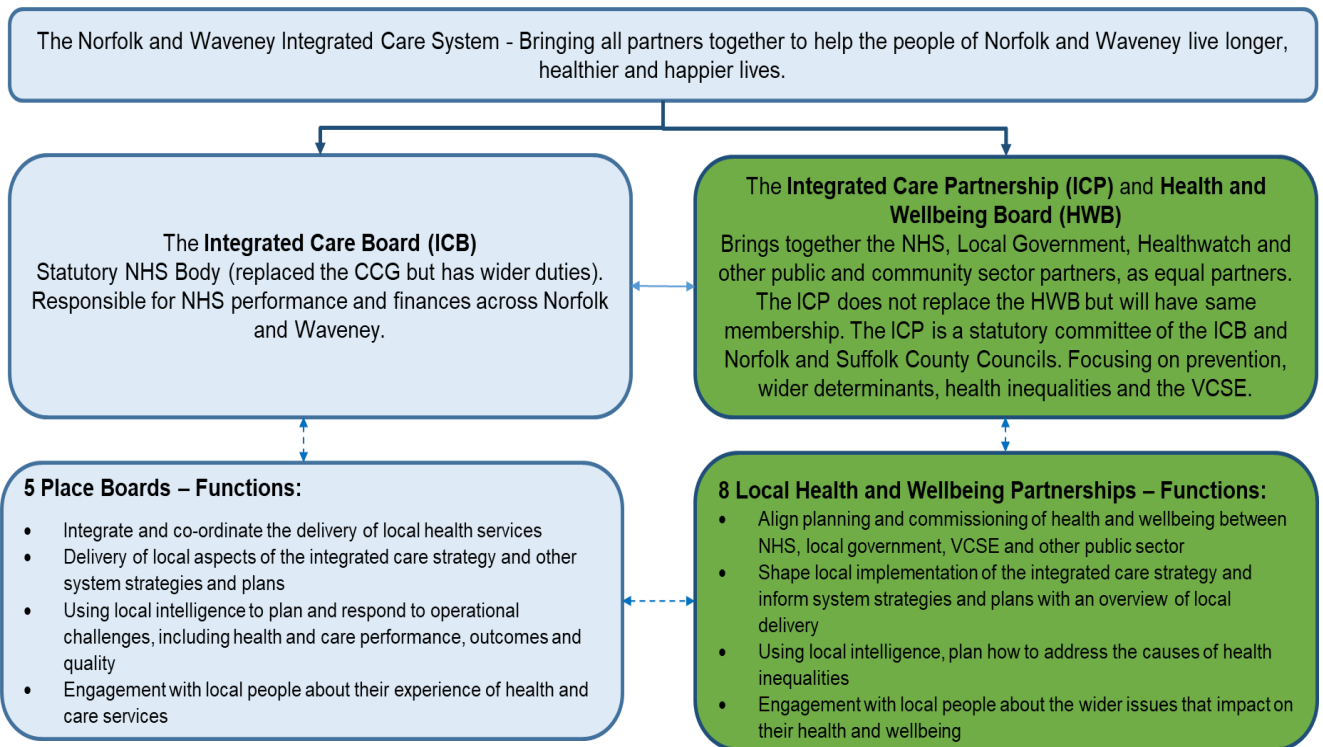 The Norfolk and Waveney Integrated Care System - Bringing all partners together to help the people of Norfolk and Waveney live longer,
healthier and happier lives.
The Integrated Care Board (ICB)
Statutory NHS Body (replaced the CCG but has wider duties).
Responsible for NHS performance and finances across Norfolk
and Waveney.
The Integrated Care Partnership (ICP) and Health and
Wellbeing Board (HWB)
Brings together the NHS, Local Government, Healthwatch and
other public and community sector partners, as equal partners.
The ICP does not replace the HWB but will have same
membership. The ICP is a statutory committee of the ICB and
Norfolk and Suffolk County Councils. Focusing on prevention,
wider determinants, health inequalities and the VCSE.
5 Place Boards – Functions:
• Integrate and co-ordinate the delivery of local health services
• Delivery of local aspects of the integrated care strategy and other
system strategies and plans
• Using local intelligence to plan and respond to operational
challenges, including health and care performance, outcomes and
quality
• Engagement with local people about their experience of health and
care services
8 Local Health and Wellbeing Partnerships – Functions:
• Align planning and commissioning of health and wellbeing between
NHS, local government, VCSE and other public sector
• Shape local implementation of the integrated care strategy and
inform system strategies and plans with an overview of local
delivery
• Using local intelligence, plan how to address the causes of health
inequalities
• Engagement with local people about the wider issues that impact on
their health and wellbeing